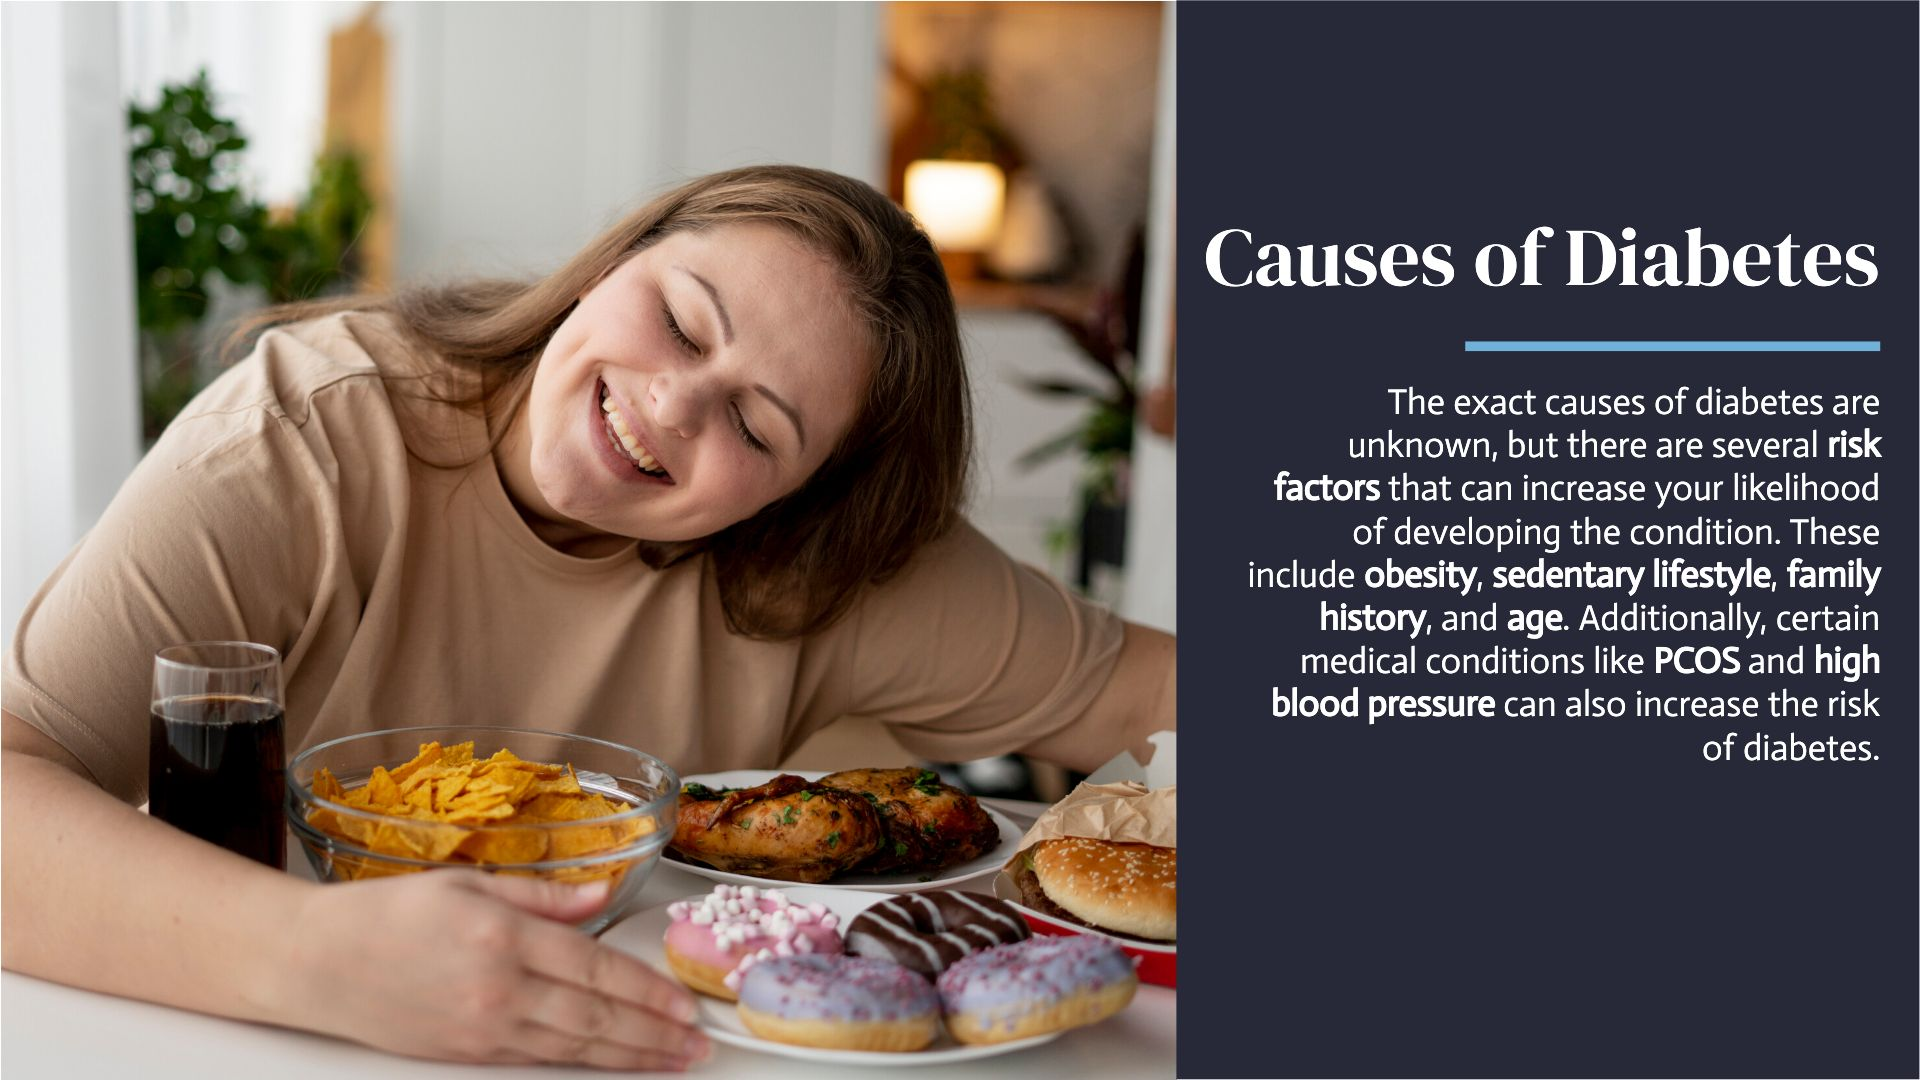 Causes of Diabetes
The exact causes of diabetes are
unknown, but there are several risk
factors that can increase your likelihood
of developing the condition. These
include obesity, sedentary lifestyle, family
history, and age. Additionally, certain
medical conditions like PCOS and high
blood pressure can also increase the risk
of diabetes.